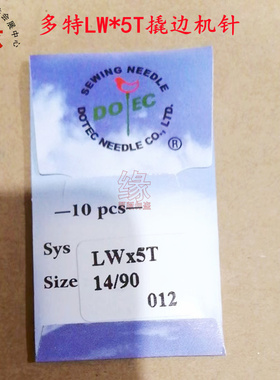 多特LW*5T撬边机针
SEWING NEEDLE
DOTEC
DOTEC NEEDLE CO., LTD.
®
—10 pcs—
缘
Sys LWx5T
Size 14/90
012